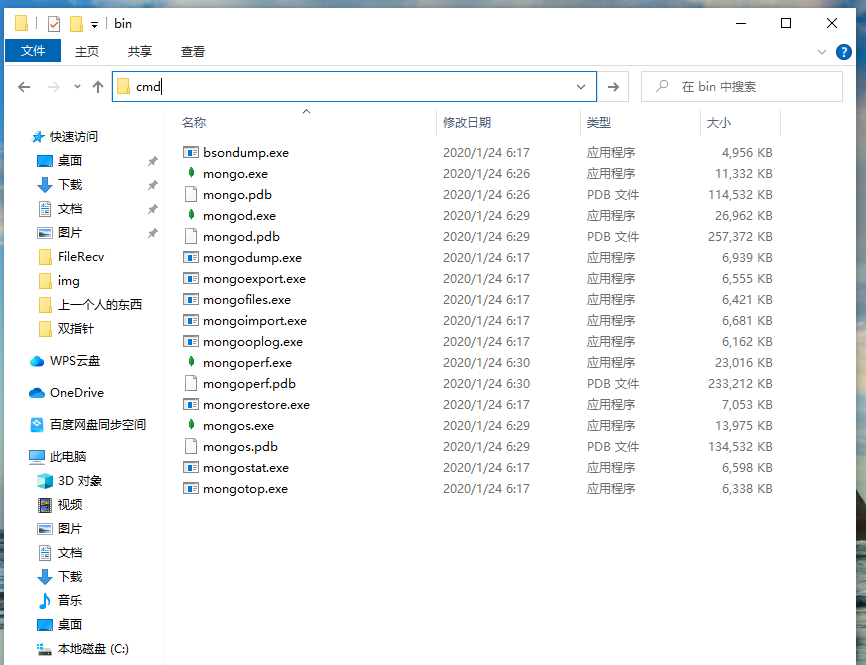 bin
文件 主页 共享 查看
cmd 在 bin 中搜索
名称 修改日期 类型 大小
快速访问
桌面
下载
文档
图片
FileRecv
img
上一个人的东西
双指针
WPS云盘
OneDrive
百度网盘同步空间
此电脑
3D 对象
视频
图片
文档
下载
音乐
桌面
本地磁盘 (C:)
bsondump.exe 2020/1/24 6:17 应用程序 4,956 KB
mongo.exe 2020/1/24 6:26 应用程序 11,332 KB
mongo.pdb 2020/1/24 6:26 PDB 文件 114,532 KB
mongod.exe 2020/1/24 6:29 应用程序 26,962 KB
mongod.pdb 2020/1/24 6:29 PDB 文件 257,372 KB
mongodump.exe 2020/1/24 6:17 应用程序 6,939 KB
mongoexport.exe 2020/1/24 6:17 应用程序 6,555 KB
mongofiles.exe 2020/1/24 6:17 应用程序 6,421 KB
mongoimport.exe 2020/1/24 6:17 应用程序 6,681 KB
mongooplog.exe 2020/1/24 6:17 应用程序 6,162 KB
mongoperf.exe 2020/1/24 6:30 应用程序 23,016 KB
mongoperf.pdb 2020/1/24 6:30 PDB 文件 233,212 KB
mongorestore.exe 2020/1/24 6:17 应用程序 7,053 KB
mongos.exe 2020/1/24 6:29 应用程序 13,975 KB
mongos.pdb 2020/1/24 6:29 PDB 文件 134,532 KB
mongostat.exe 2020/1/24 6:17 应用程序 6,598 KB
mongotop.exe 2020/1/24 6:17 应用程序 6,338 KB